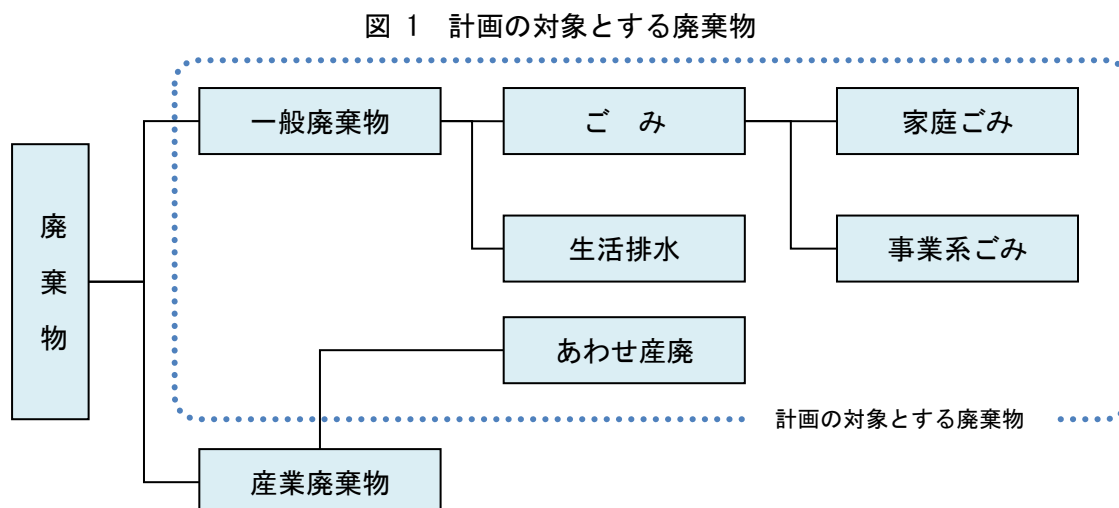 図 1 計画の対象とする廃棄物
一般廃棄物
ご み
家庭ごみ
廃棄物
生活排水
事業系ごみ
あわせ産廃
計画の対象とする廃棄物
産業廃棄物